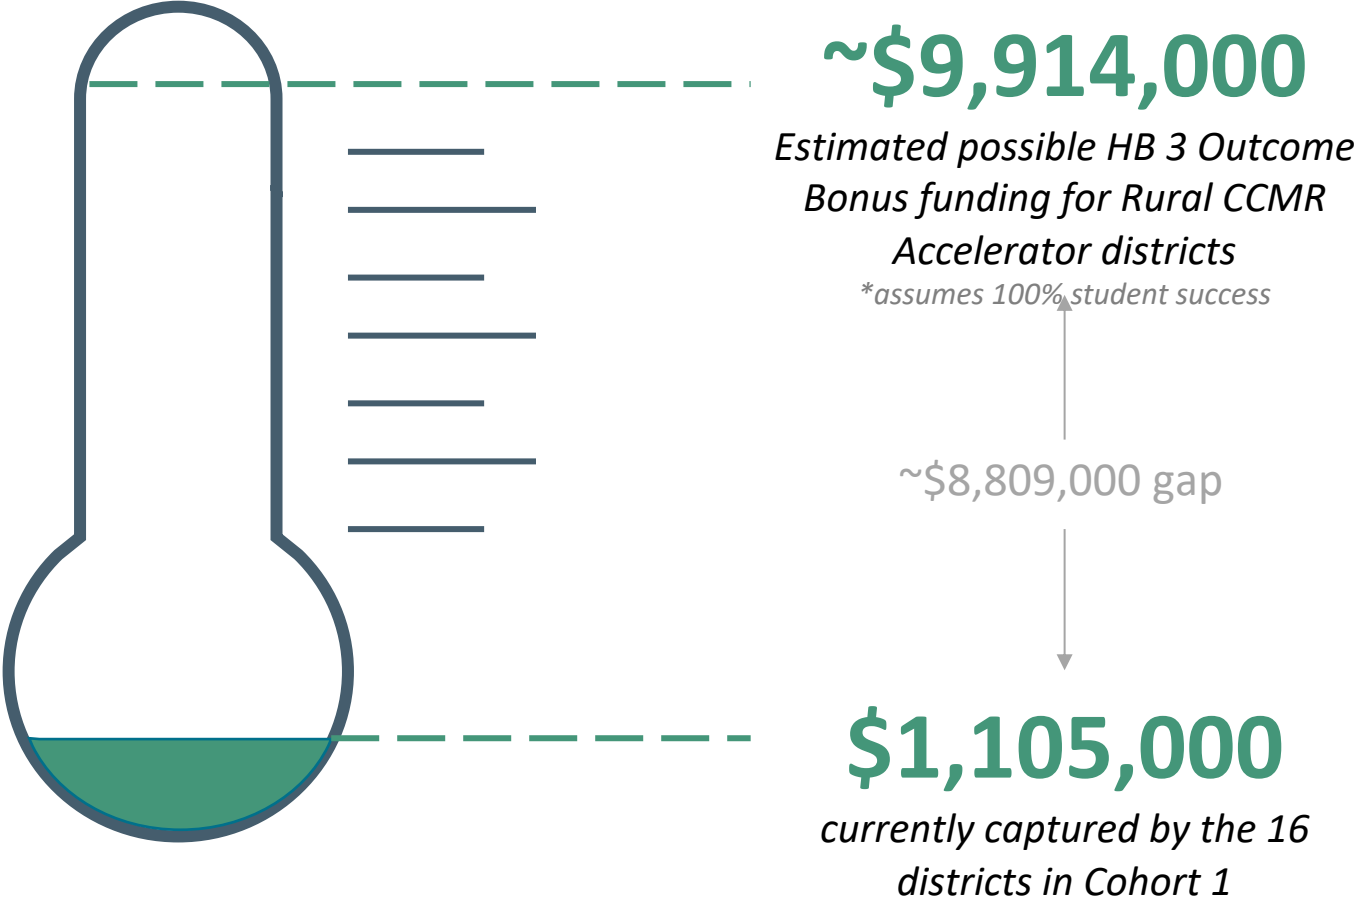 ~$9,914,000
Estimated possible HB 3 Outcome
Bonus funding for Rural CCMR
Accelerator districts
*assumes 100% student success
~$8,809,000 gap
$1,105,000
currently captured by the 16
districts in Cohort 1